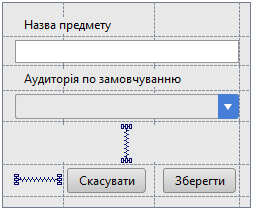 Назва предмету
Аудиторія по замовчуванню
Скасувати
Зберегти